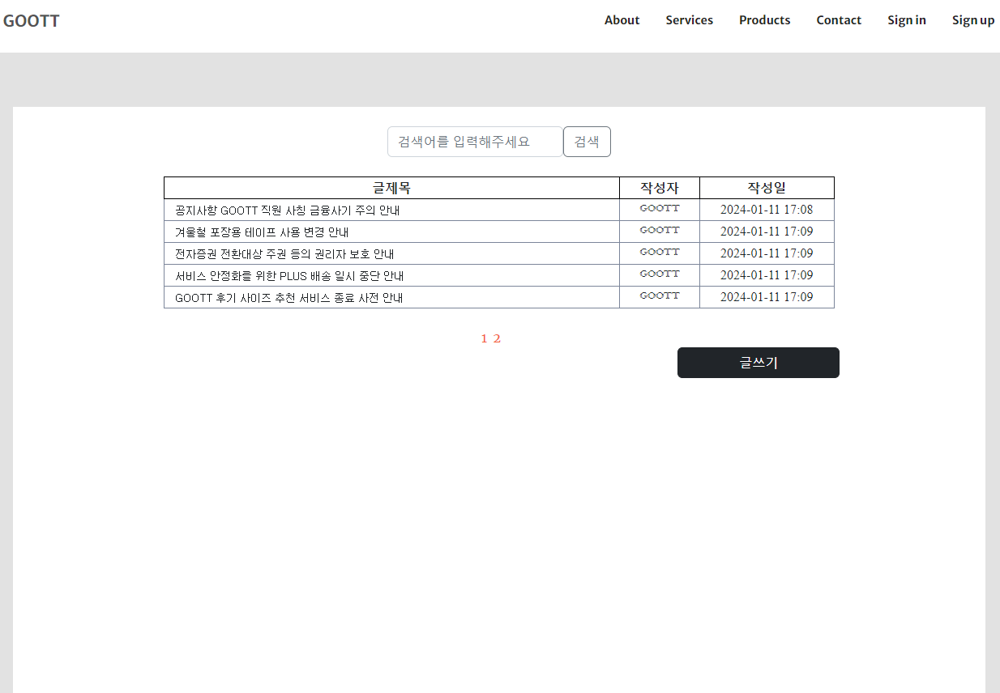 GOOTT About Services Products Contact Sign in Sign up
검색어를 입력해주세요 검색
글제목 작성자 작성일
공지사항 GOOTT 직원 사칭 금융사기 주의 안내 GOOTT 2024-01-11 17:08
겨울철 포장용 테이프 사용 변경 안내 GOOTT 2024-01-11 17:09
전자증권 전환대상 주권 등의 권리자 보호 안내 GOOTT 2024-01-11 17:09
서비스 안정화를 위한 PLUS 배송 일시 중단 안내 GOOTT 2024-01-11 17:09
GOOTT 후기 사이즈 추천 서비스 종료 사전 안내 GOOTT 2024-01-11 17:09
1 2
글쓰기